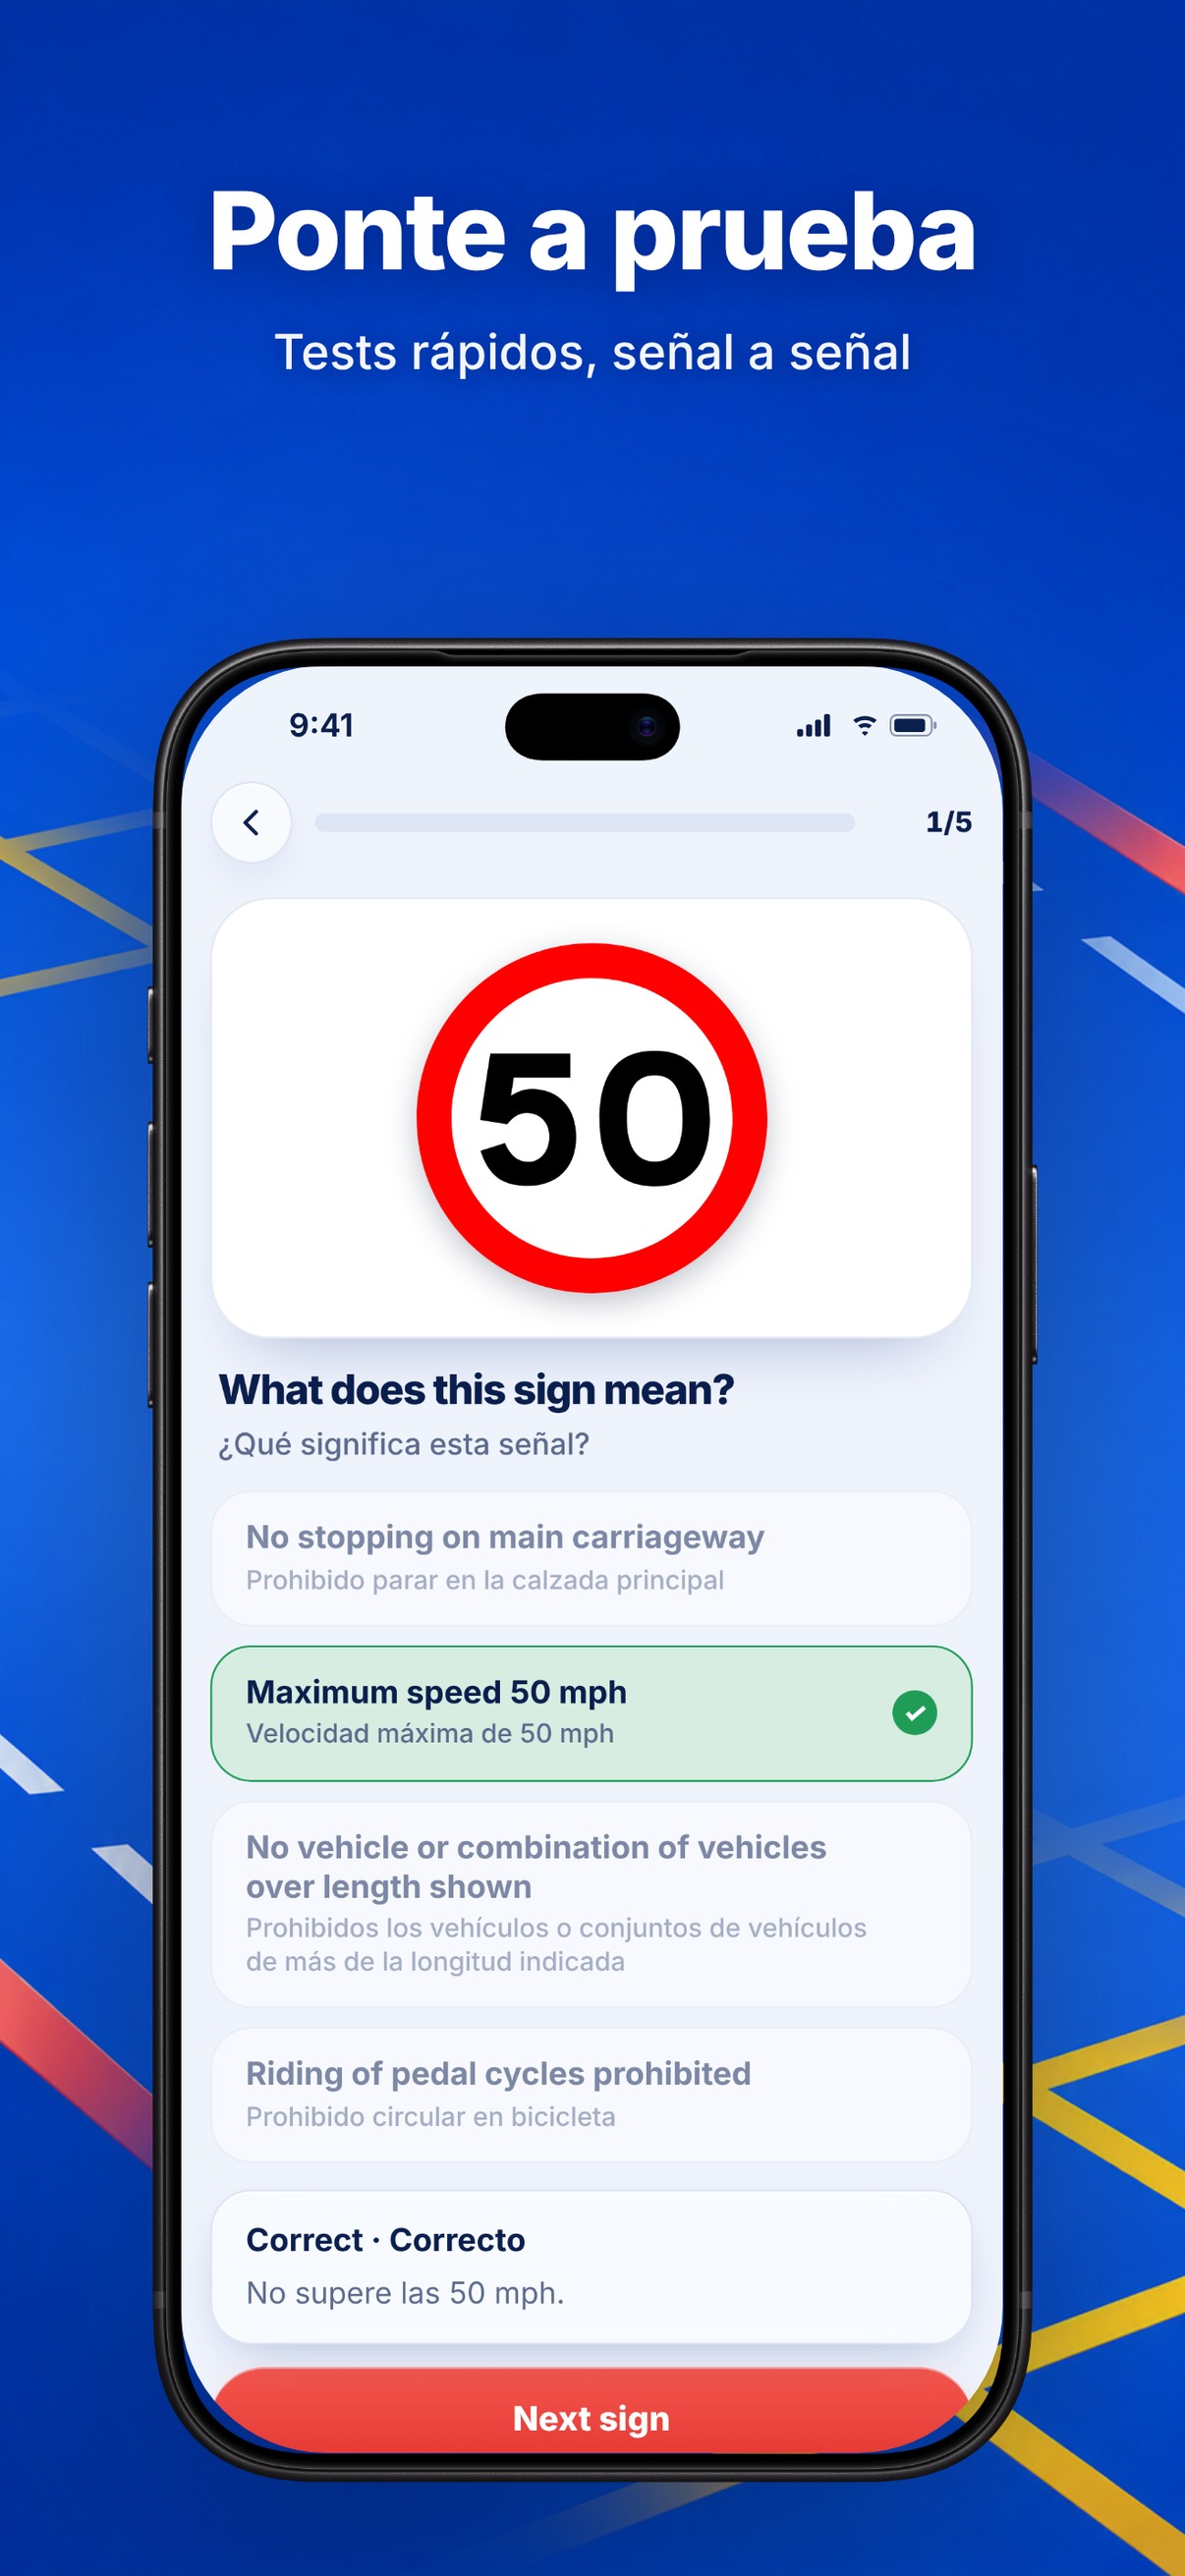 Ponte a prueba
Tests rápidos, señal a señal
9:41
1/5
50
What does this sign mean?
¿Qué significa esta señal?
No stopping on main carriageway
Prohibido parar en la calzada principal
Maximum speed 50 mph
Velocidad máxima de 50 mph
No vehicle or combination of vehicles
over length shown
Prohibidos los vehículos o conjuntos de vehículos
de más de la longitud indicada
Riding of pedal cycles prohibited
Prohibido circular en bicicleta
Correct · Correcto
No supere las 50 mph.
Next sign